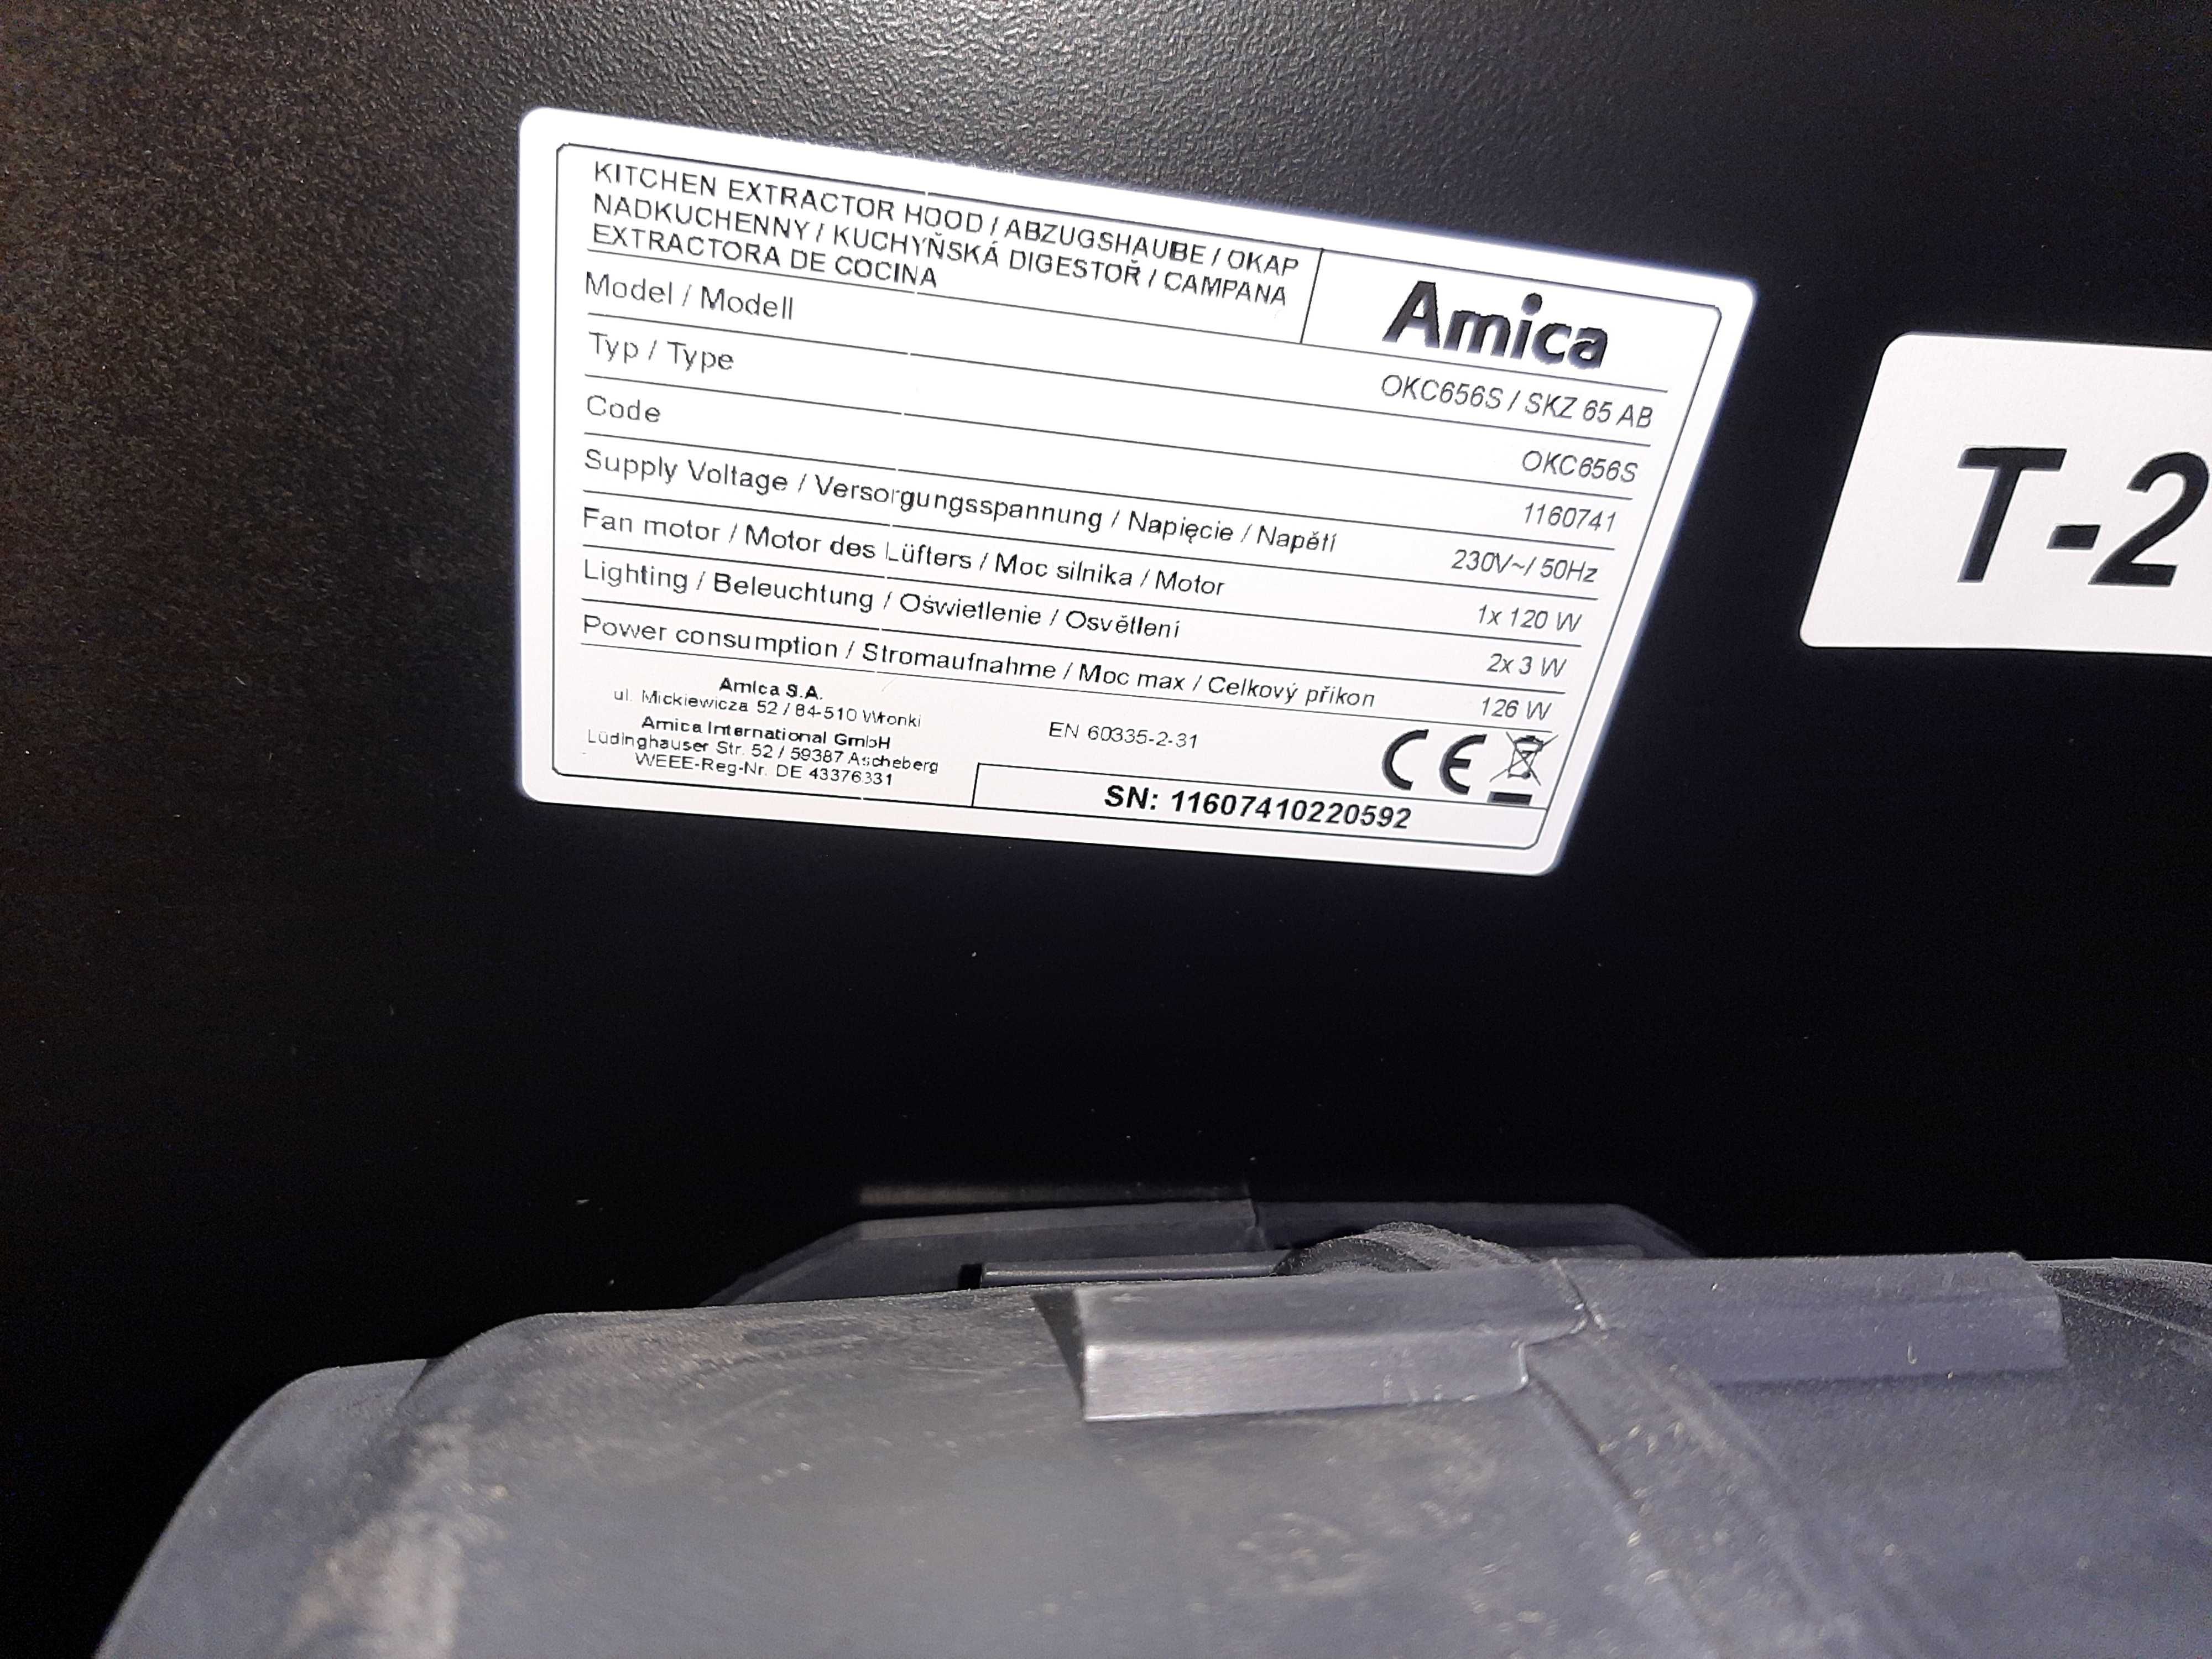 KITCHEN EXTRACTOR HOOD / ABZUGSHAUBE / OKAP
NADKUCHENNY / KUCHYŇSKÁ DIGESTOŘ / CAMPANA
EXTRACTORA DE COCINA
Amica
Model / Modell OKC656S / SKZ 65 AB
Typ / Type OKC656S
Code 1160741
Supply Voltage / Versorgungsspannung / Napięcie / Napětí 230V~/ 50Hz
Fan motor / Motor des Lüfters / Moc silnika / Motor 1x 120 W
Lighting / Beleuchtung / Oświetlenie / Osvětlení 2x 3 W
Power consumption / Stromaufnahme / Moc max / Celkový příkon 126 W
Amica S.A.
ul. Mickiewicza 52 / 64-510 Wronki
Amica International GmbH
Lüdinghauser Str. 52 / 59387 Ascheberg
WEEE-Reg-Nr. DE 43376331
EN 60335-2-31
CE
SN: 11607410220592
T-2